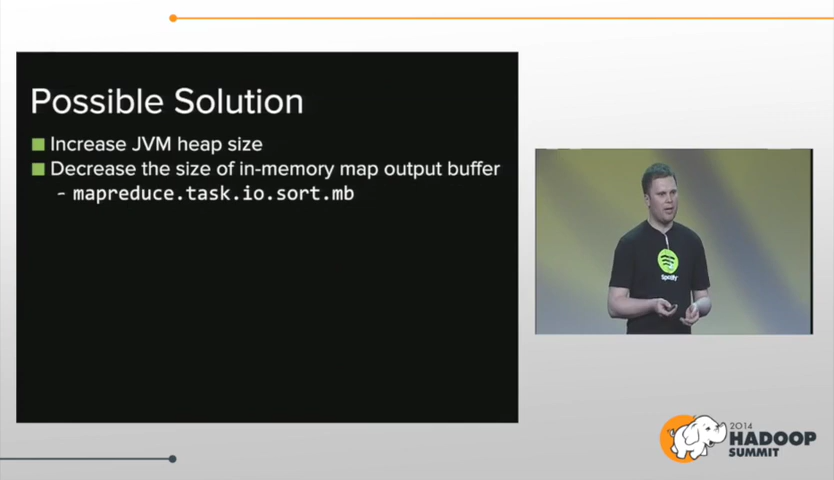 Possible Solution
Increase JVM heap size
Decrease the size of in-memory map output buffer
- mapreduce.task.io.sort.mb
Spotify
2014
HADOOP
SUMMIT